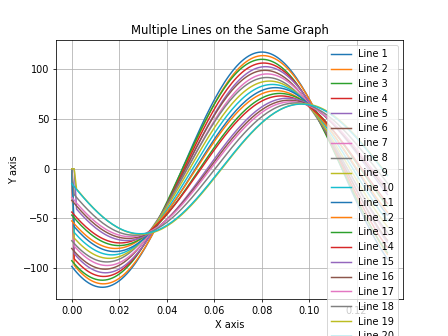 Multiple Lines on the Same Graph
Y axis
100
50
0
−50
−100
0.00
0.02
0.04
0.06
0.08
0.10
X axis
Line 1
Line 2
Line 3
Line 4
Line 5
Line 6
Line 7
Line 8
Line 9
Line 10
Line 11
Line 12
Line 13
Line 14
Line 15
Line 16
Line 17
Line 18
Line 19
Line 20